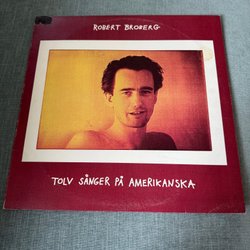 ROBERT BROBERG
TOLV SÅNGER PÅ AMERIKANSKA